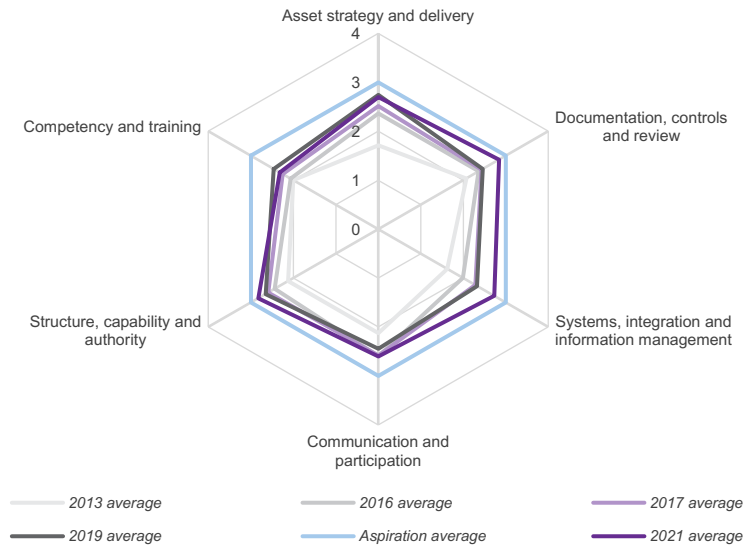 Asset strategy and delivery
4
3
2
1
0
Documentation, controls
and review
Competency and training
Systems, integration and
information management
Structure, capability and
authority
Communication and
participation
2013 average
2016 average
2017 average
2019 average
Aspiration average
2021 average